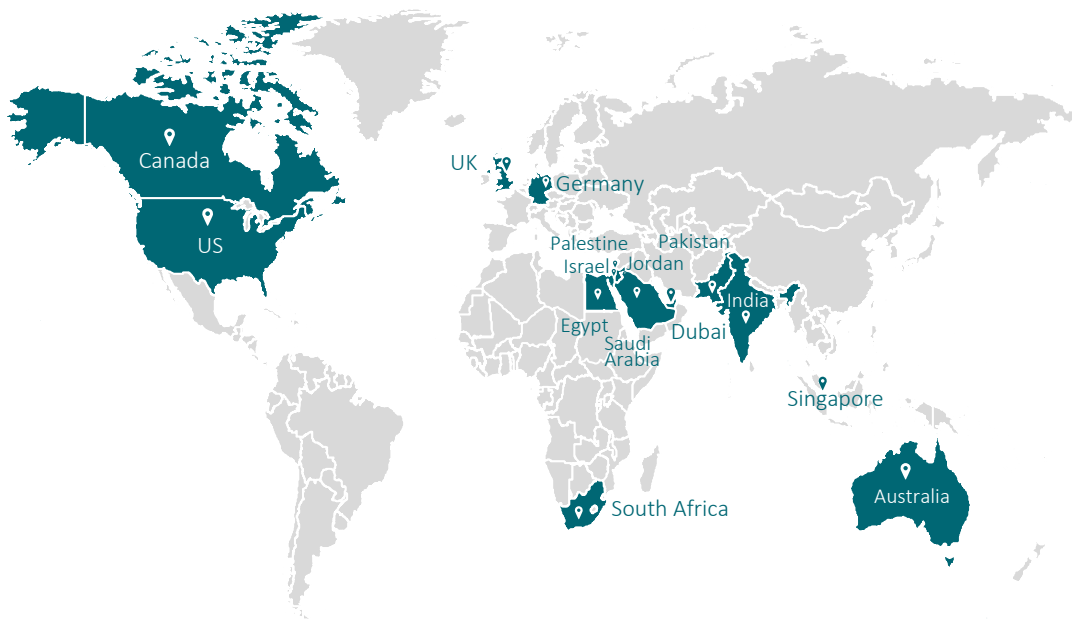 Canada
US
UK
Germany
Palestine
Israel
Jordan
Pakistan
India
Egypt
Saudi
Arabia
Dubai
Singapore
South Africa
Australia